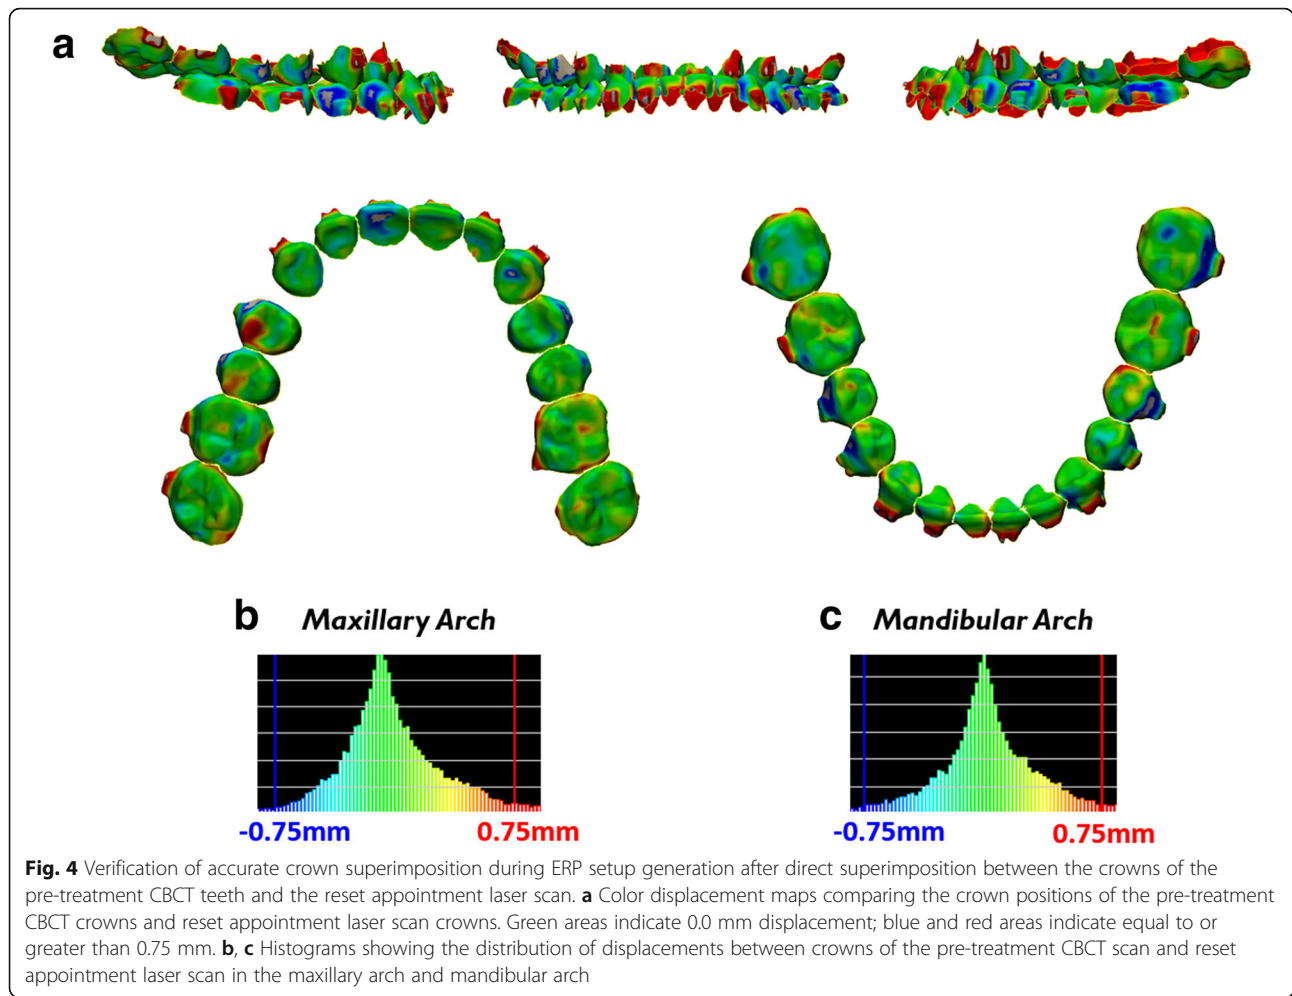 a
b Maxillary Arch
c Mandibular Arch
-0.75mm 0.75mm
-0.75mm 0.75mm
Fig. 4 Verification of accurate crown superimposition during ERP setup generation after direct superimposition between the crowns of the
pre-treatment CBCT teeth and the reset appointment laser scan. a Color displacement maps comparing the crown positions of the pre-treatment
CBCT crowns and reset appointment laser scan crowns. Green areas indicate 0.0 mm displacement; blue and red areas indicate equal to or
greater than 0.75 mm. b, c Histograms showing the distribution of displacements between crowns of the pre-treatment CBCT scan and reset
appointment laser scan in the maxillary arch and mandibular arch